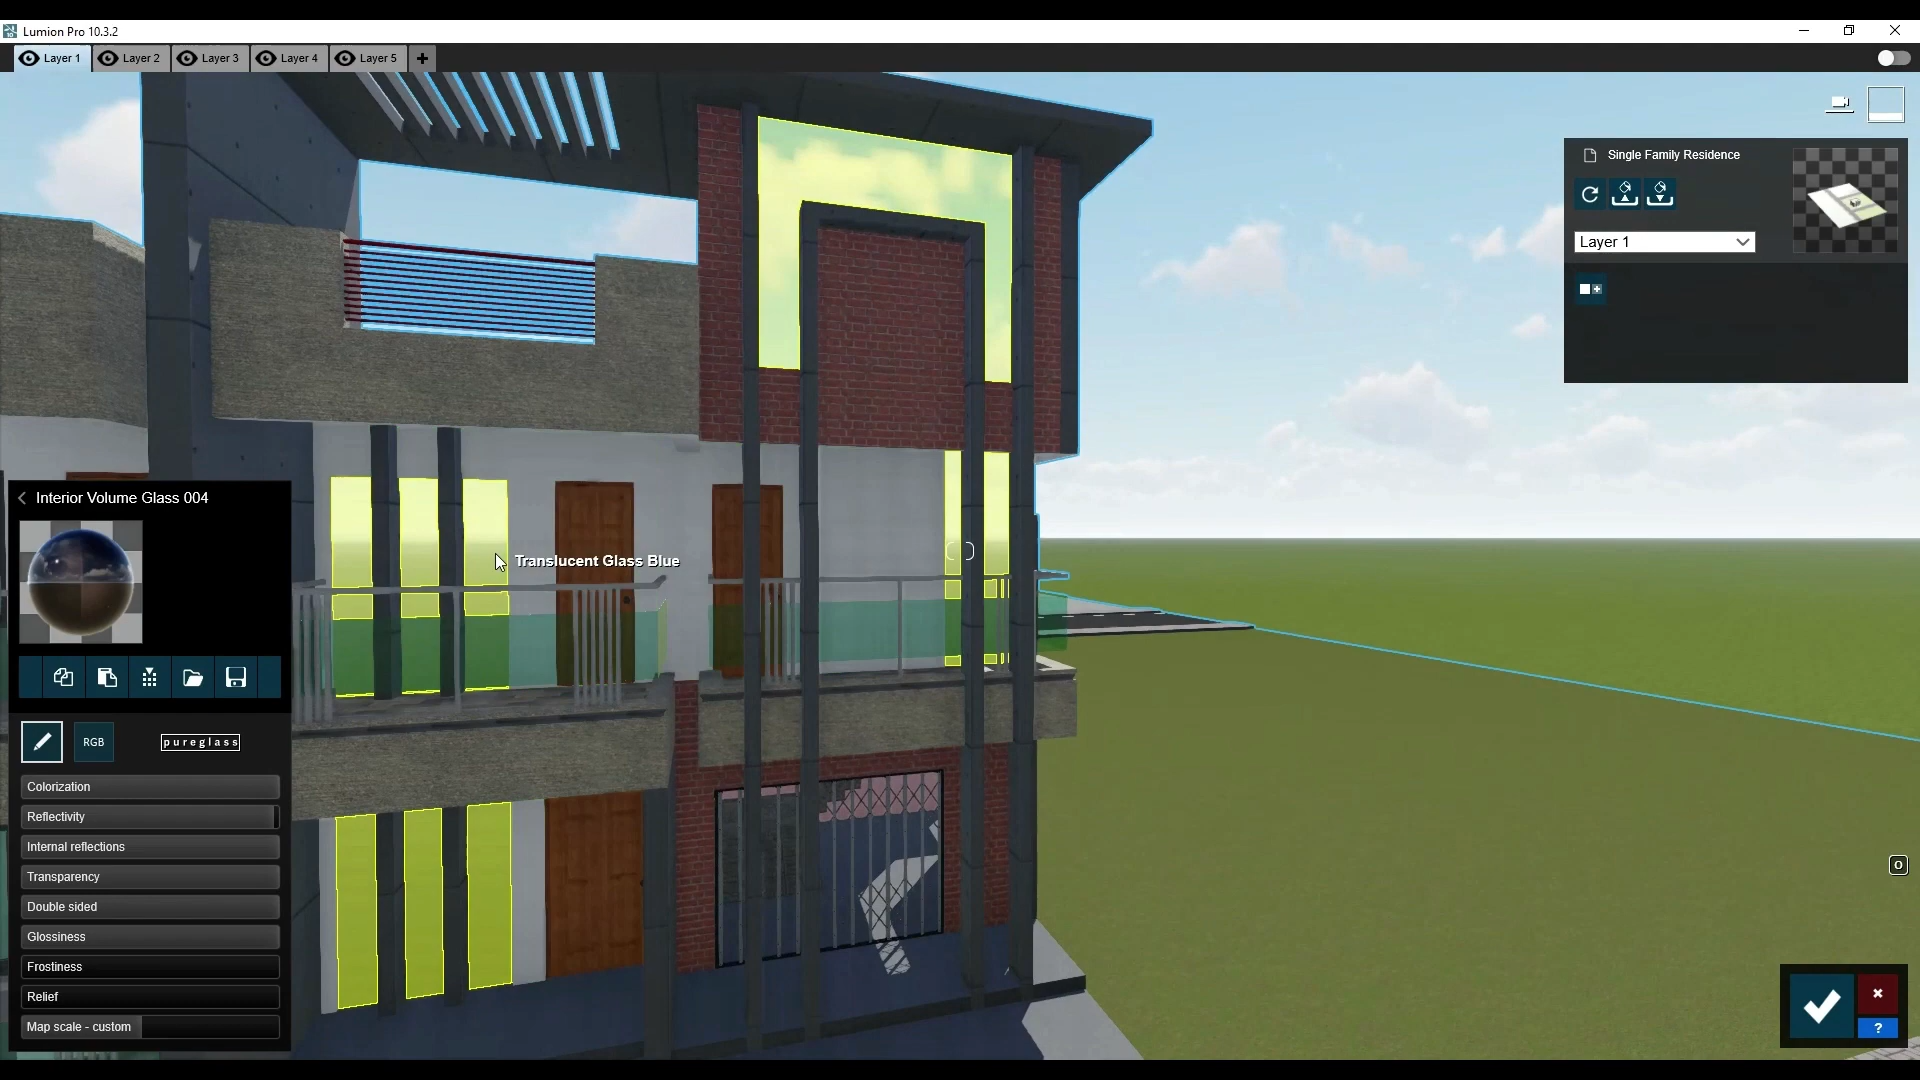 Lumion Pro 10.3.2
Layer 1
Layer 2
Layer 3
Layer 4
Layer 5
Single Family Residence
Layer 1
Interior Volume Glass 004
Translucent Glass Blue
RGB
pureglass
Colorization
Reflectivity
Internal reflections
Transparency
Double sided
Glossiness
Frostiness
Relief
Map scale - custom
O
?